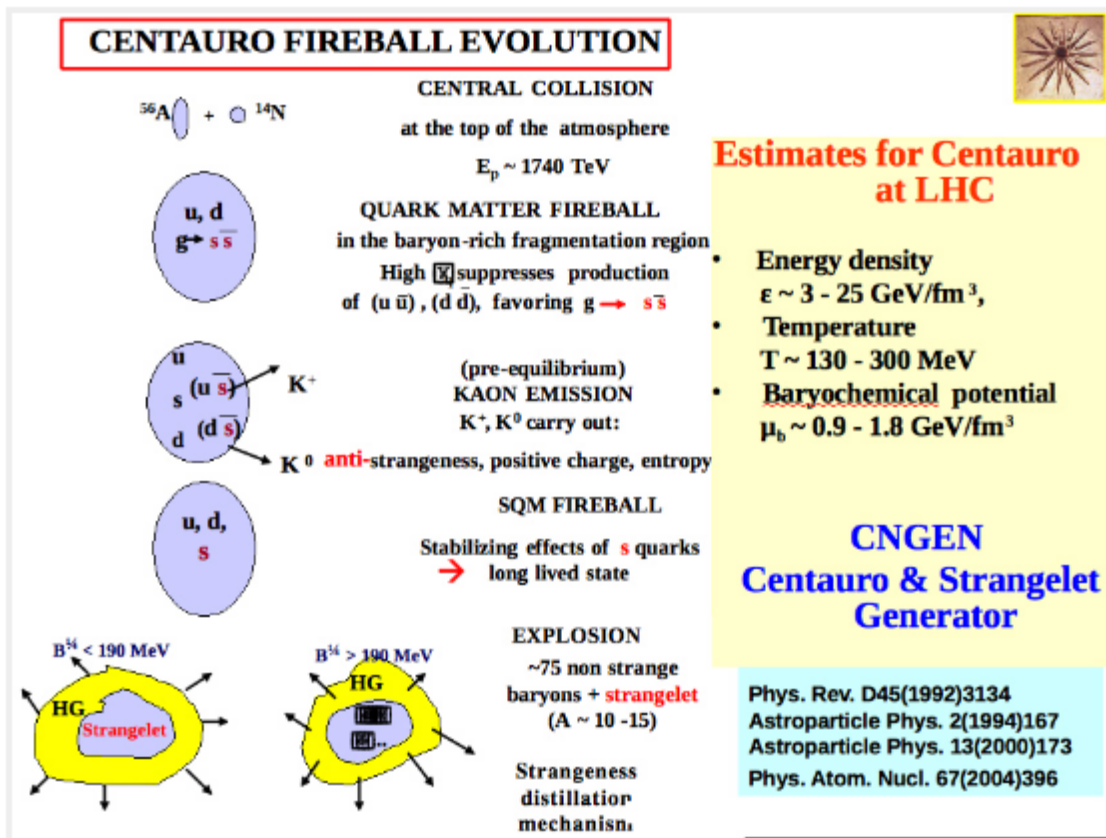 CENTAURO FIREBALL EVOLUTION
⁵⁶A + ¹⁴N
CENTRAL COLLISION
at the top of the atmosphere
Eₚ ~ 1740 TeV
u, d
g→ s s̅
QUARK MATTER FIREBALL
in the baryon-rich fragmentation region
High suppresses production
of (u u̅) , (d d̅), favoring g → s s̅
u
s (u s̅)
d (d s̅)
K⁺
K⁰
(pre-equilibrium)
KAON EMISSION
K⁺, K⁰ carry out:
anti-strangeness, positive charge, entropy
u, d,
s
SQM FIREBALL
Stabilizing effects of s quarks
→ long lived state
B¼ < 190 MeV
HG
Strangelet
B¼ > 190 MeV
HG
EXPLOSION
~75 non strange
baryons + strangelet
(A ~ 10 -15)
Strangeness
distillation
mechanism
Estimates for Centauro
at LHC
• Energy density
ε ~ 3 - 25 GeV/fm³,
• Temperature
T ~ 130 - 300 MeV
• Baryochemical potential
μb ~ 0.9 - 1.8 GeV/fm³
CNGEN
Centauro & Strangelet
Generator
Phys. Rev. D45(1992)3134
Astroparticle Phys. 2(1994)167
Astroparticle Phys. 13(2000)173
Phys. Atom. Nucl. 67(2004)396